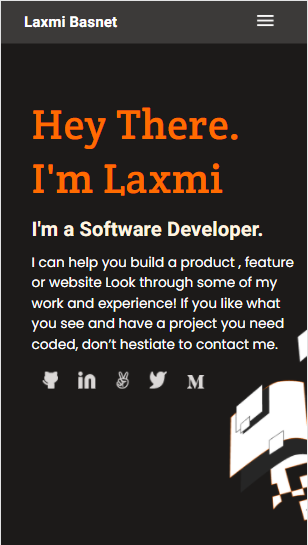 Laxmi Basnet
Hey There.
I'm Laxmi
I'm a Software Developer.
I can help you build a product , feature
or website Look through some of my
work and experience! If you like what
you see and have a project you need
coded, don't hestiate to contact me.